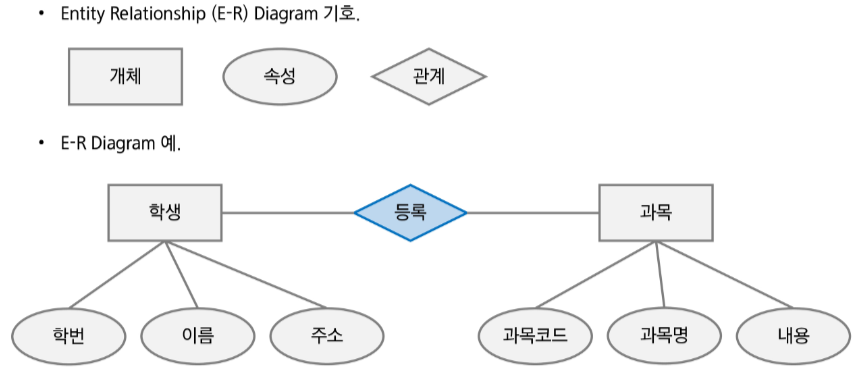 • Entity Relationship (E-R) Diagram 기호.
개체 속성 관계
• E-R Diagram 예.
학생 등록 과목
학번 이름 주소 과목코드 과목명 내용